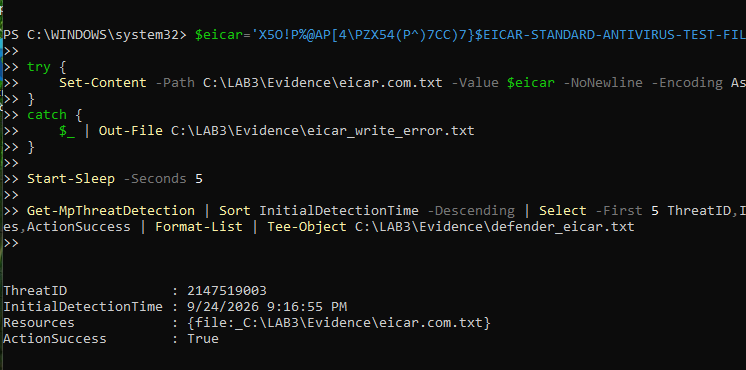 PS C:\WINDOWS\system32> $eicar='X5O!P%@AP[4\PZX54(P^)7CC)7}$EICAR-STANDARD-ANTIVIRUS-TEST-FIL
>>
>> try {
>>     Set-Content -Path C:\LAB3\Evidence\eicar.com.txt -Value $eicar -NoNewline -Encoding As
>> }
>> catch {
>>     $_ | Out-File C:\LAB3\Evidence\eicar_write_error.txt
>> }
>>
>> Start-Sleep -Seconds 5
>>
>> Get-MpThreatDetection | Sort InitialDetectionTime -Descending | Select -First 5 ThreatID,I
es,ActionSuccess | Format-List | Tee-Object C:\LAB3\Evidence\defender_eicar.txt
>>
ThreatID             : 2147519003
InitialDetectionTime : 9/24/2026 9:16:55 PM
Resources            : {file:_C:\LAB3\Evidence\eicar.com.txt}
ActionSuccess        : True